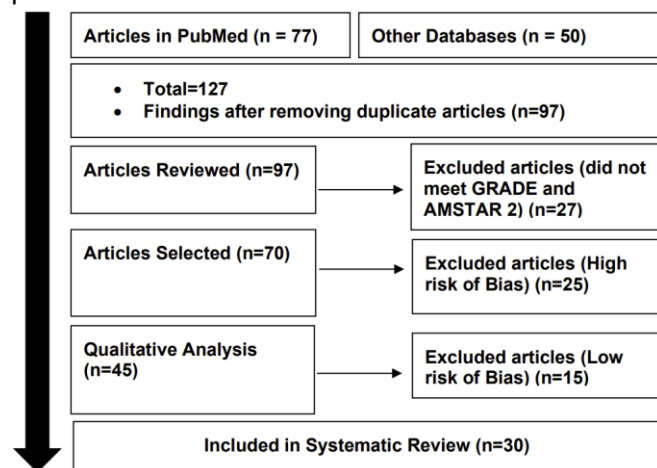 Articles in PubMed (n = 77)
Other Databases (n = 50)
• Total=127
• Findings after removing duplicate articles (n=97)
Articles Reviewed (n=97)
Excluded articles (did not
meet GRADE and
AMSTAR 2) (n=27)
Articles Selected (n=70)
Excluded articles (High
risk of Bias) (n=25)
Qualitative Analysis
(n=45)
Excluded articles (Low
risk of Bias) (n=15)
Included in Systematic Review (n=30)